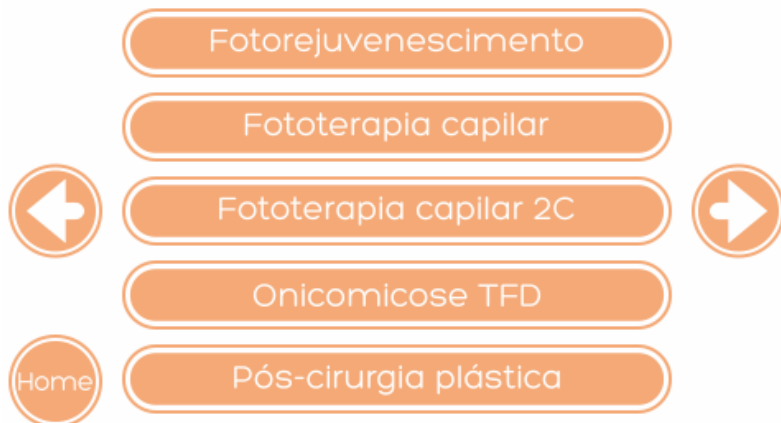 Fotorejuvenescimento
Fototerapia capilar
Fototerapia capilar 2C
Onicomicose TFD
Home
Pós-cirurgia plástica